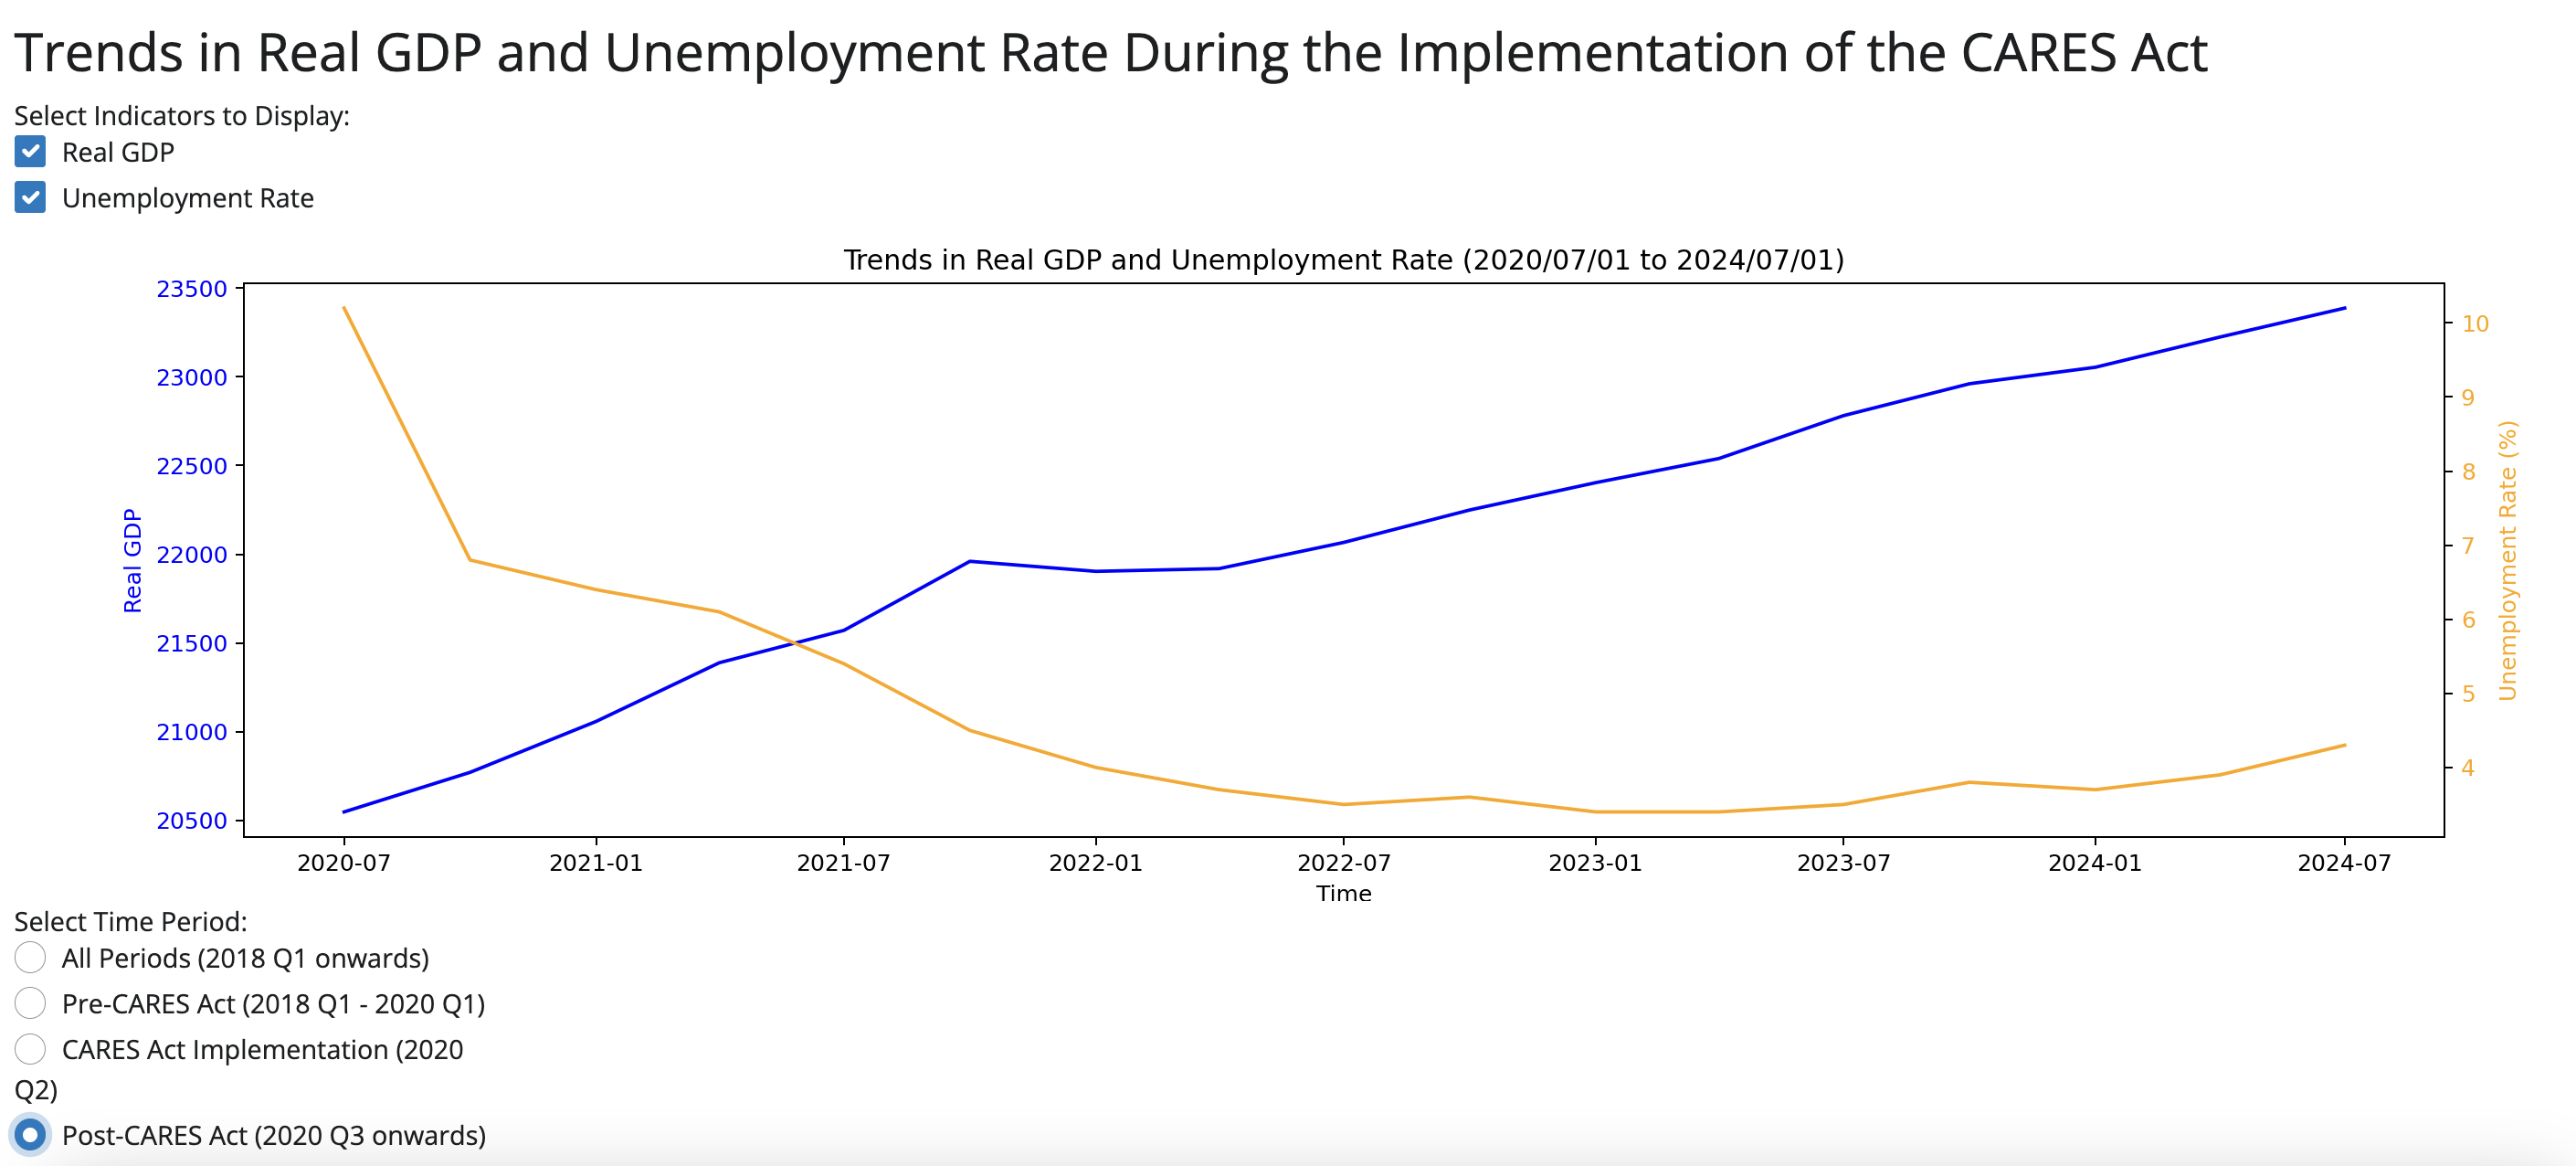 Trends in Real GDP and Unemployment Rate During the Implementation of the CARES Act
Select Indicators to Display:
Real GDP
Unemployment Rate
Trends in Real GDP and Unemployment Rate (2020/07/01 to 2024/07/01)
23500
23000
22500
22000
21500
21000
20500
Real GDP
10
9
8
7
6
5
4
Unemployment Rate (%)
2020-07 2021-01 2021-07 2022-01 2022-07 2023-01 2023-07 2024-01 2024-07
Time
Select Time Period:
All Periods (2018 Q1 onwards)
Pre-CARES Act (2018 Q1 - 2020 Q1)
CARES Act Implementation (2020
Q2)
Post-CARES Act (2020 Q3 onwards)